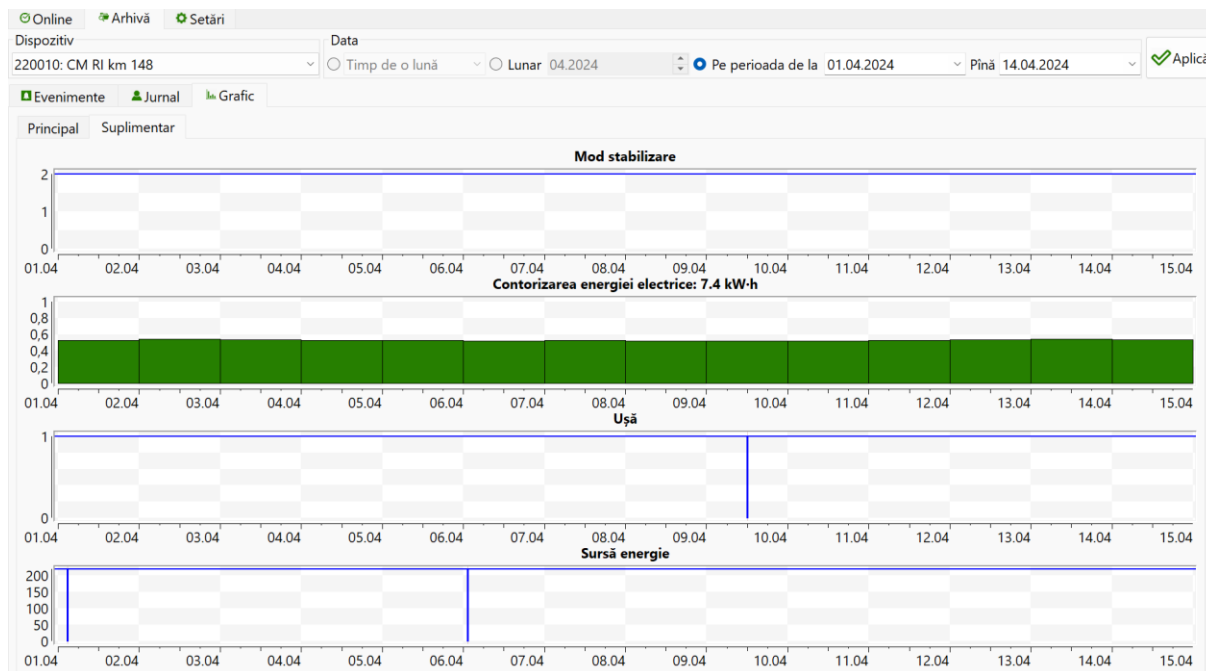 Online Arhivă Setări
Dispozitiv Data
220010: CM RI km 148 Timp de o lună Lunar 04.2024 Pe perioada de la 01.04.2024 Pînă 14.04.2024 Aplică
Evenimente Jurnal Grafic
Principal Suplimentar
Mod stabilizare
2
1
0
01.04 02.04 03.04 04.04 05.04 06.04 07.04 08.04 09.04 10.04 11.04 12.04 13.04 14.04 15.04
Contorizarea energiei electrice: 7.4 kW·h
1
0,8
0,6
0,4
0,2
0
01.04 02.04 03.04 04.04 05.04 06.04 07.04 08.04 09.04 10.04 11.04 12.04 13.04 14.04 15.04
Ușă
1
0
01.04 02.04 03.04 04.04 05.04 06.04 07.04 08.04 09.04 10.04 11.04 12.04 13.04 14.04 15.04
Sursă energie
200
150
100
50
0
01.04 02.04 03.04 04.04 05.04 06.04 07.04 08.04 09.04 10.04 11.04 12.04 13.04 14.04 15.04